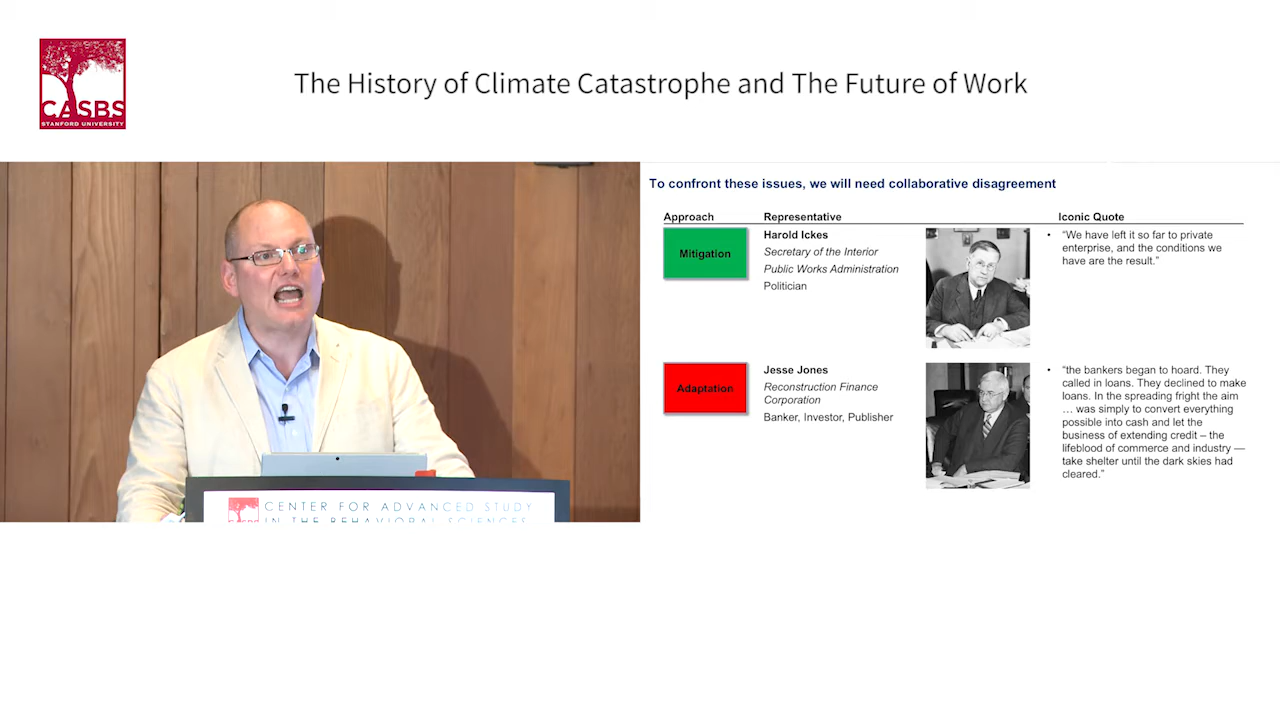 CASBS
STANFORD UNIVERSITY
The History of Climate Catastrophe and The Future of Work
To confront these issues, we will need collaborative disagreement
Approach
Representative
Iconic Quote
Mitigation
Harold Ickes
Secretary of the Interior
Public Works Administration
Politician
• “We have left it so far to private
enterprise, and the conditions we
have are the result.”
Adaptation
Jesse Jones
Reconstruction Finance
Corporation
Banker, Investor, Publisher
• “the bankers began to hoard. They
called in loans. They declined to make
loans. In the spreading fright the aim
… was simply to convert everything
possible into cash and let the
business of extending credit – the
lifeblood of commerce and industry —
take shelter until the dark skies had
cleared.”
CASBS
CENTER FOR ADVANCED STUDY
IN THE BEHAVIORAL SCIENCES